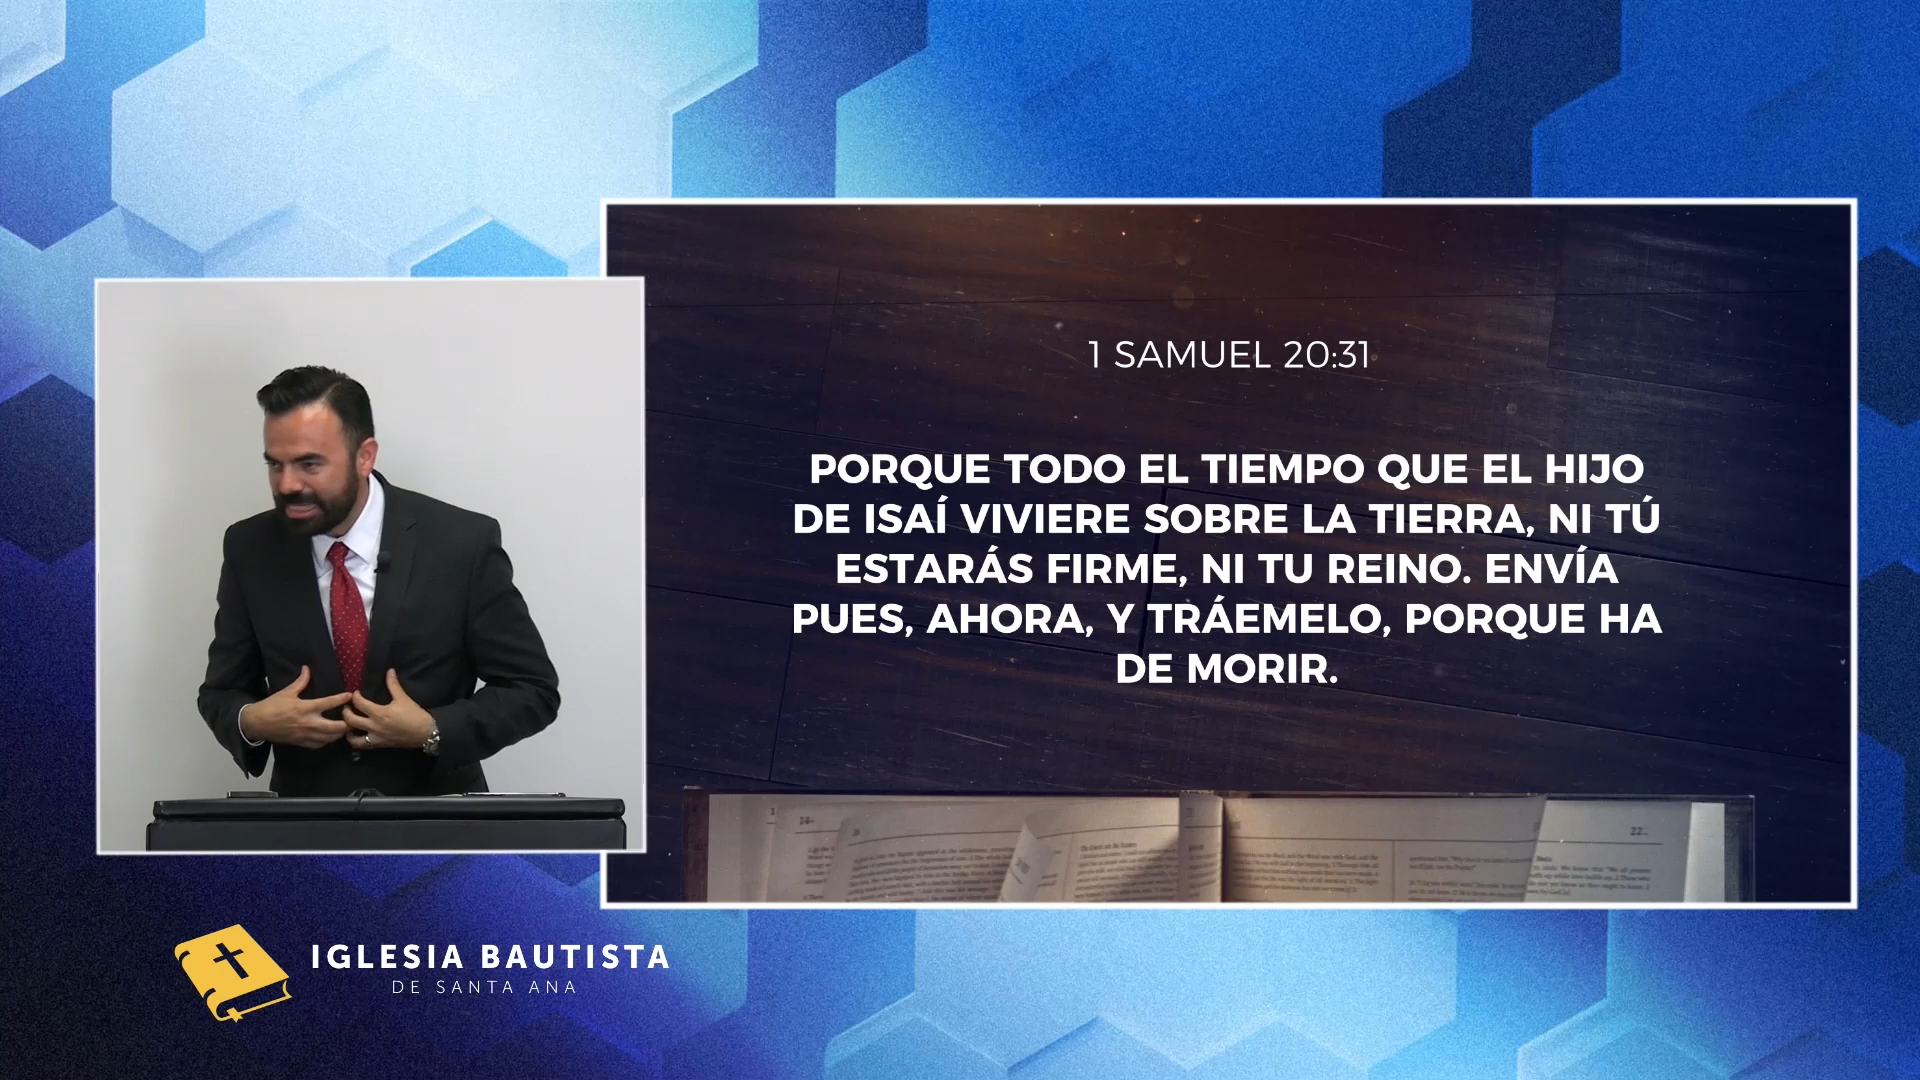 1 SAMUEL 20:31
PORQUE TODO EL TIEMPO QUE EL HIJO
DE ISAÍ VIVIERE SOBRE LA TIERRA, NI TÚ
ESTARÁS FIRME, NI TU REINO. ENVÍA
PUES, AHORA, Y TRÁEMELO, PORQUE HA
DE MORIR.
IGLESIA BAUTISTA
DE SANTA ANA